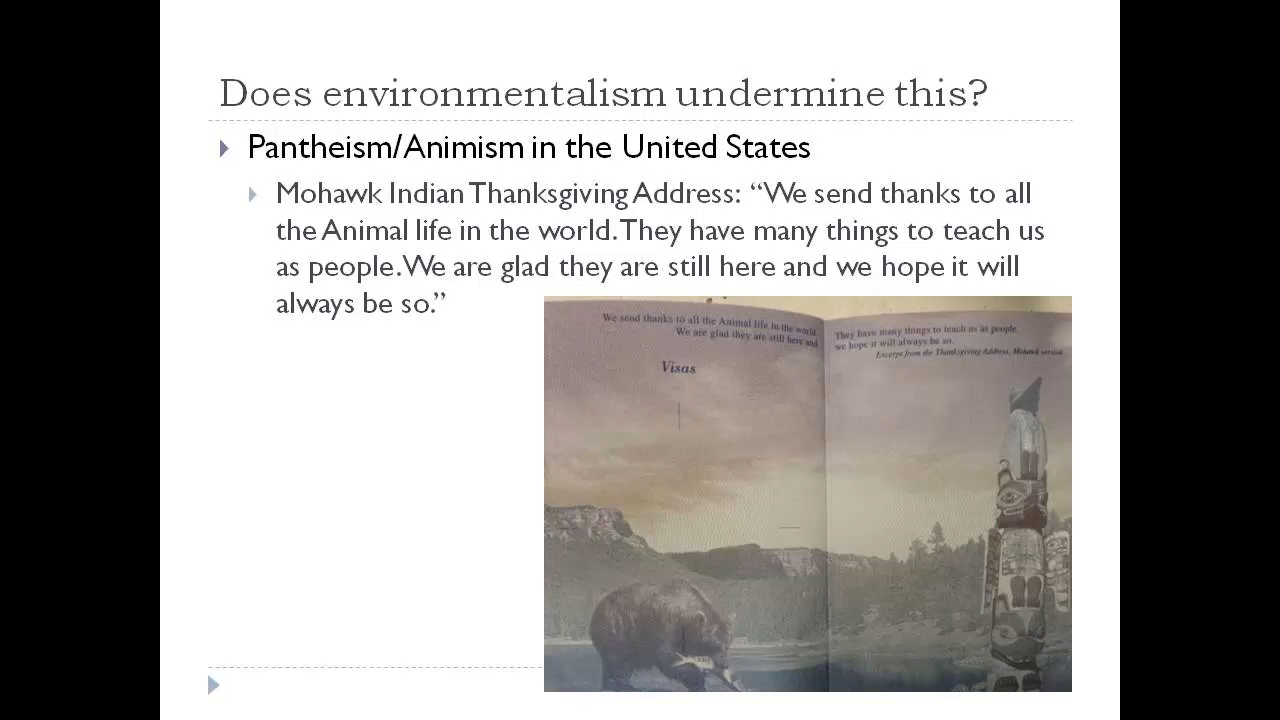 Does environmentalism undermine this?
Pantheism/Animism in the United States
Mohawk Indian Thanksgiving Address: “We send thanks to all
the Animal life in the world. They have many things to teach us
as people. We are glad they are still here and we hope it will
always be so.”
We send thanks to all the Animal life in the world.
We are glad they are still here and
Visas
They have many things to teach us as people.
we hope it will always be so.
Excerpt from the Thanksgiving Address, Mohawk version